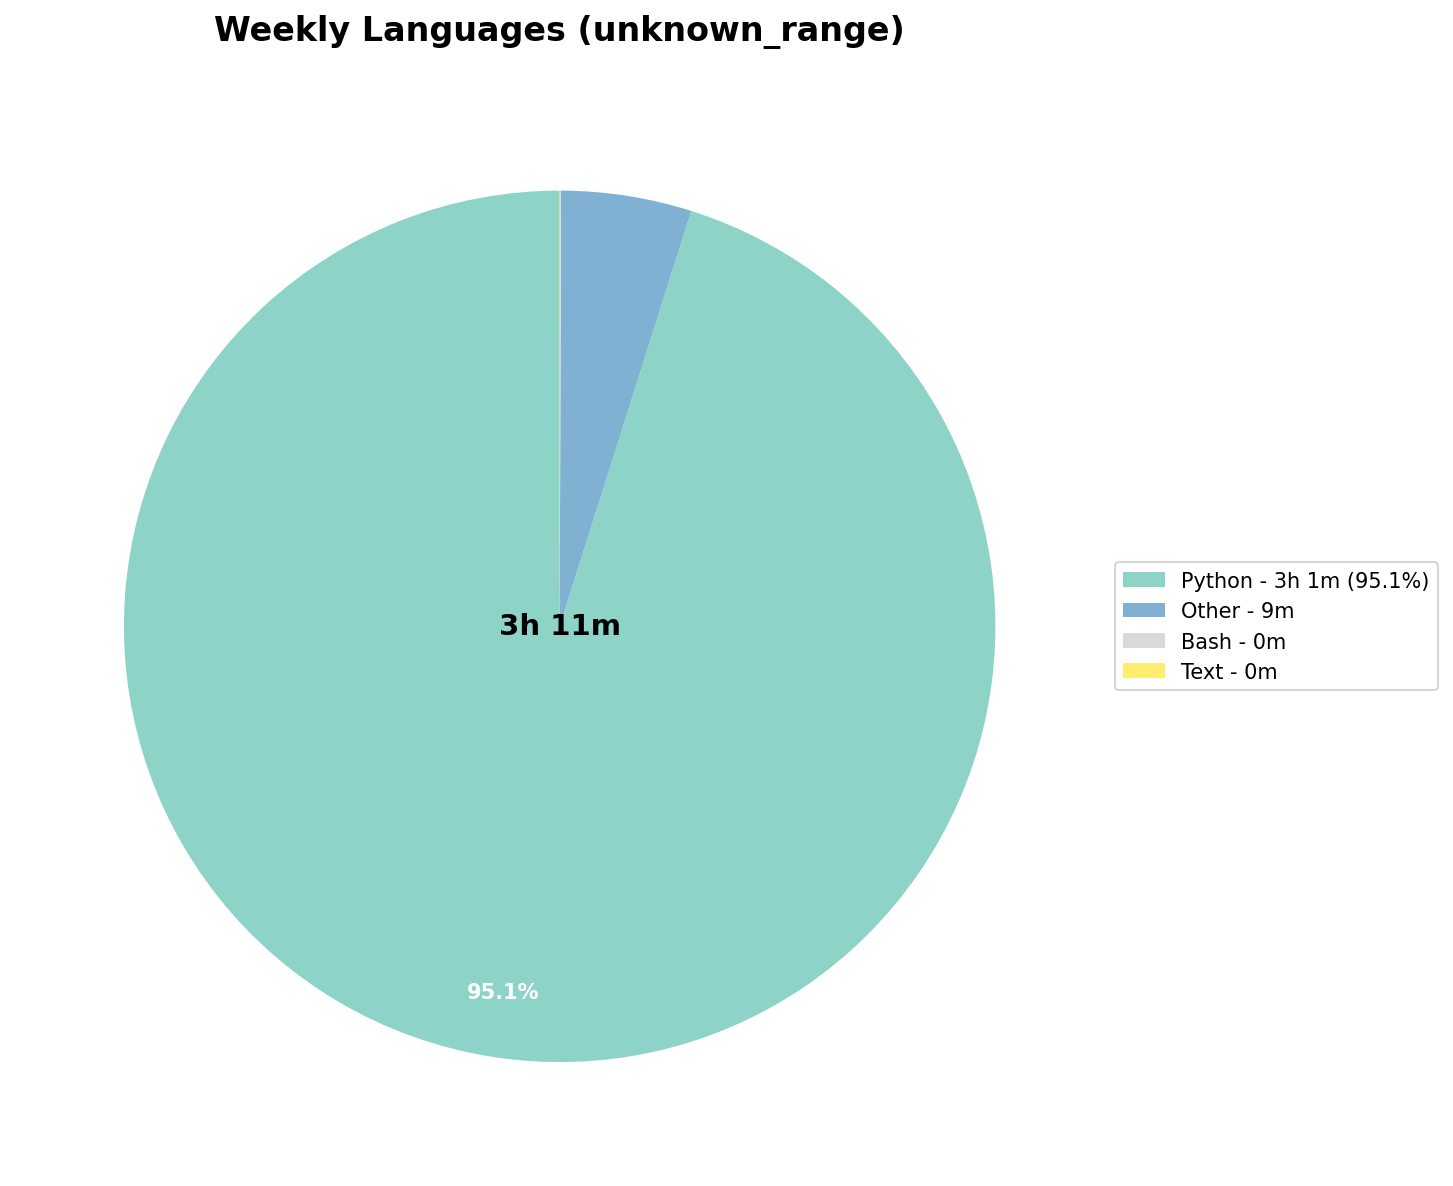 Weekly Languages (unknown_range)
3h 11m
95.1%
Python - 3h 1m (95.1%)
Other - 9m
Bash - 0m
Text - 0m